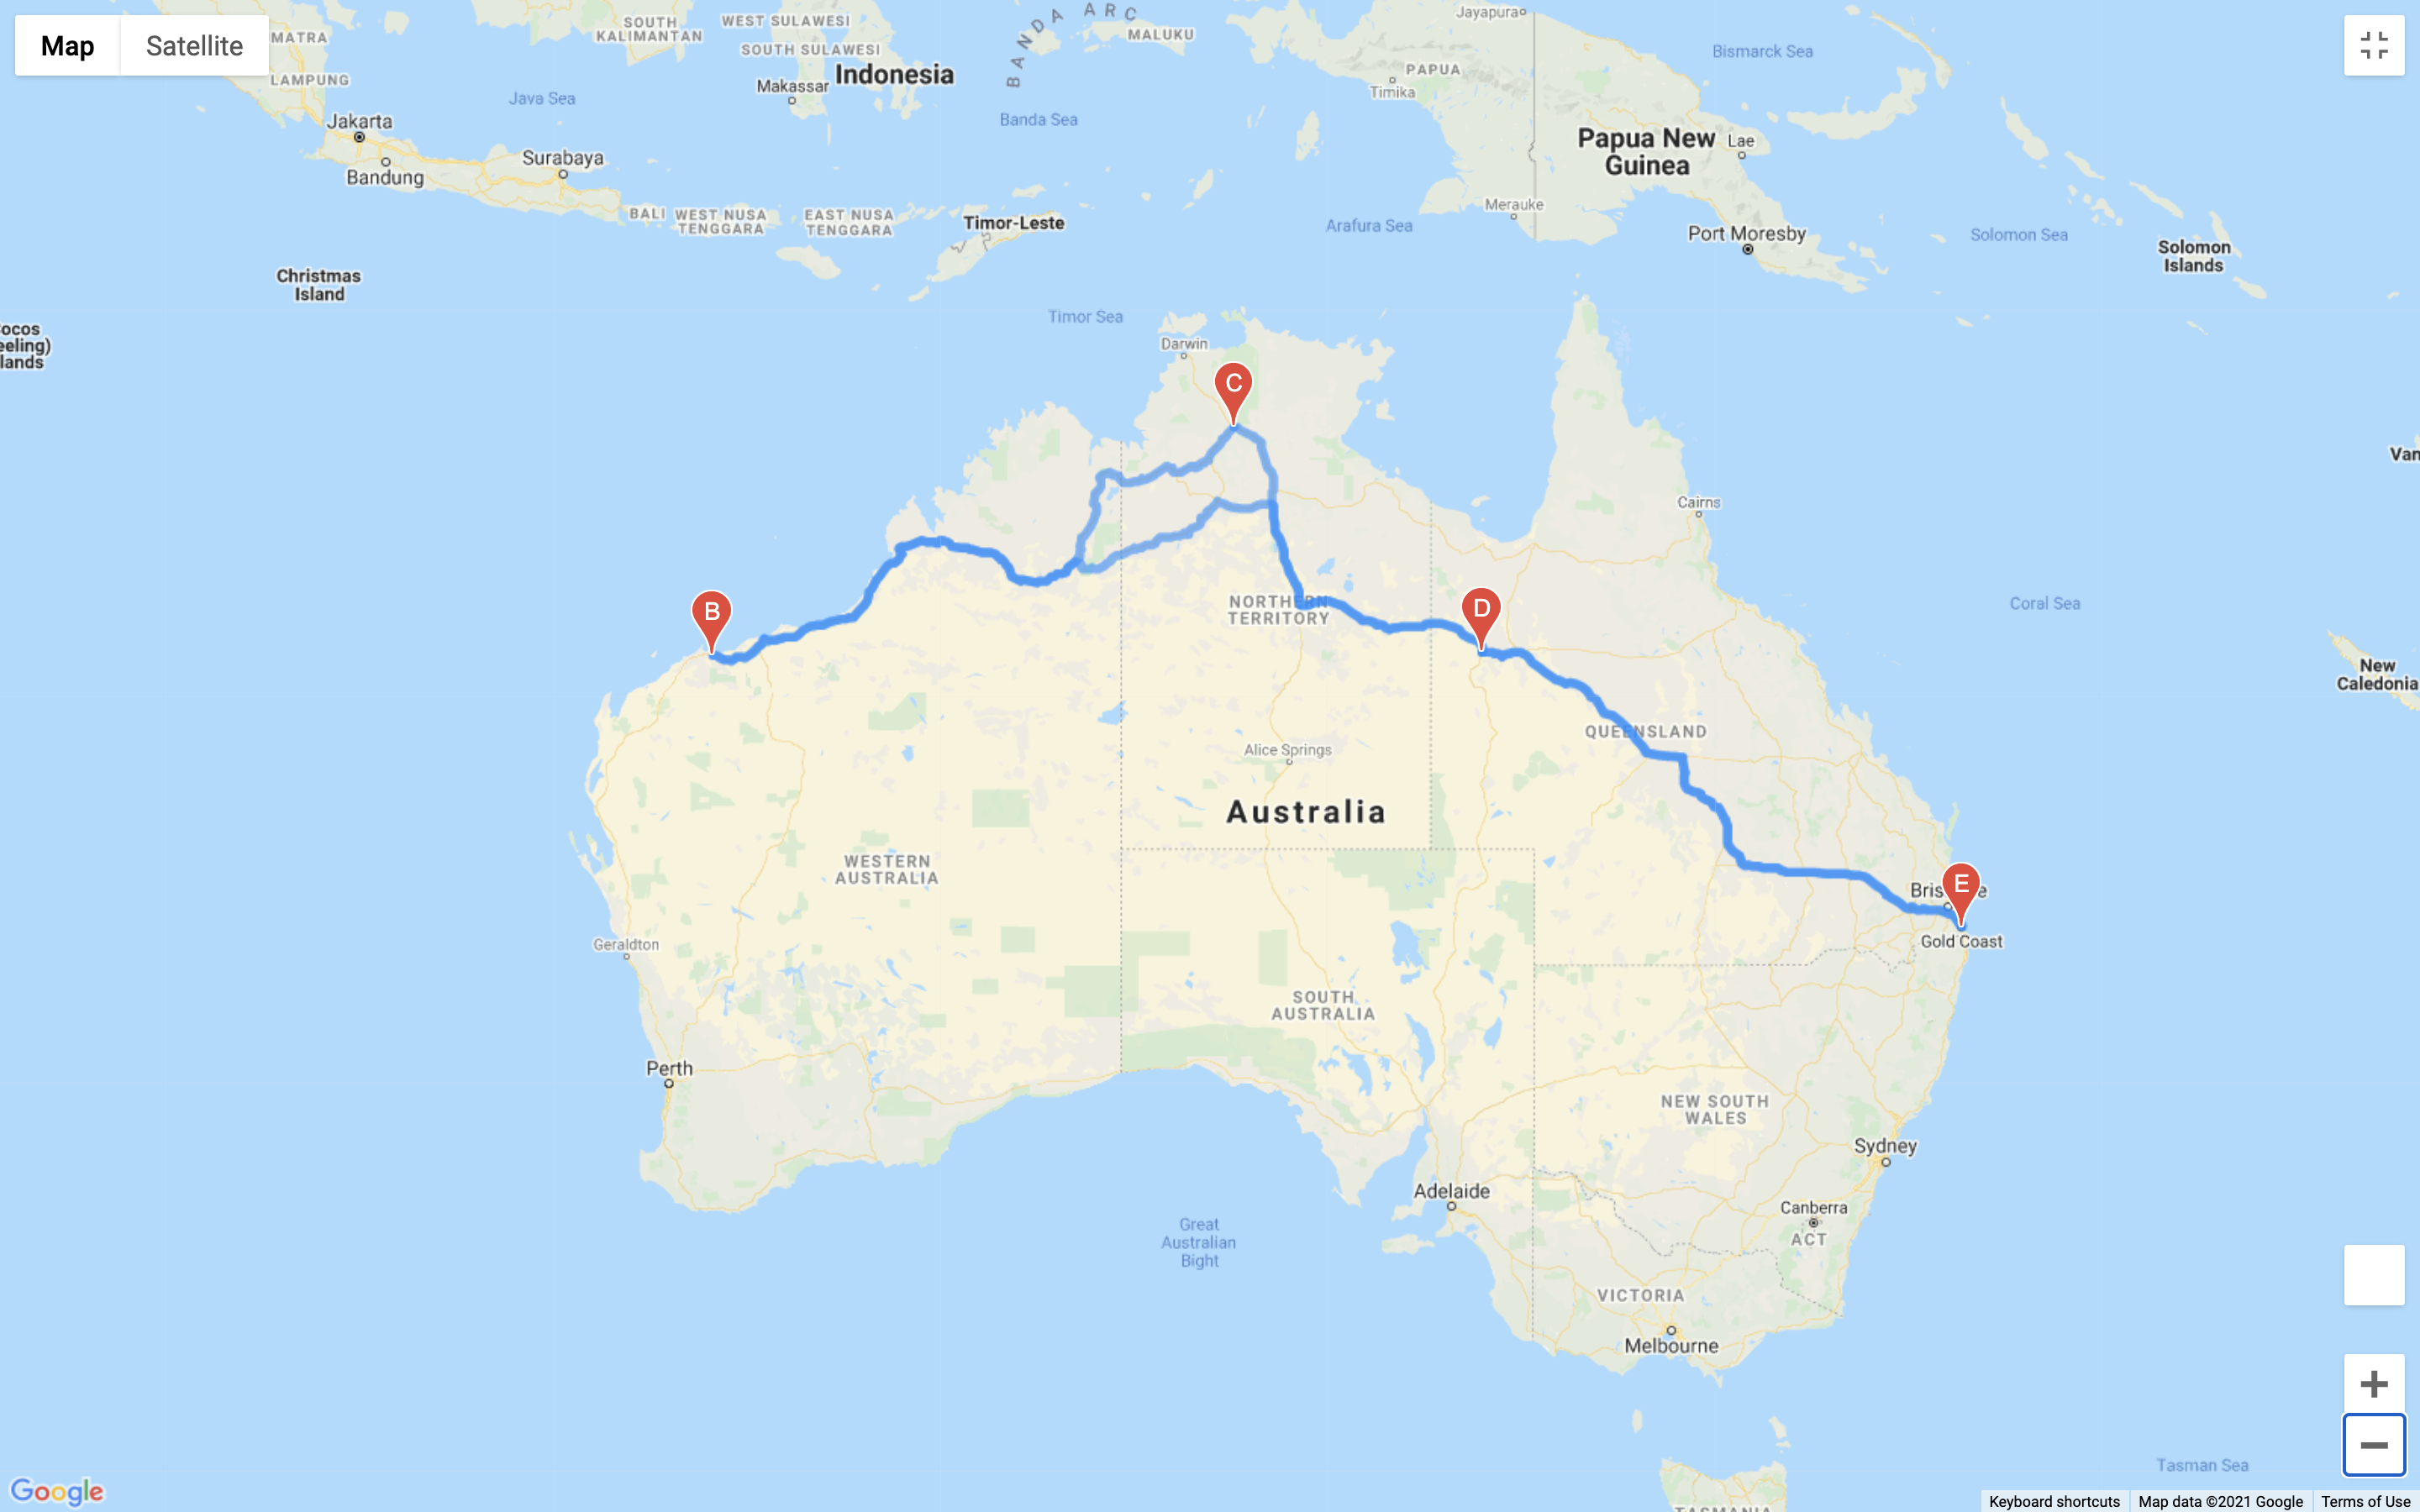 Map
Satellite
MATRA
LAMPUNG
SOUTH
KALIMANTAN
WEST SULAWESI
SOUTH SULAWESI
Makassar
Indonesia
BANDA ARC
MALUKU
Banda Sea
Java Sea
Jakarta
Bandung
Surabaya
BALI
WEST NUSA
TENGGARA
EAST NUSA
TENGGARA
Timor-Leste
Jayapura
PAPUA
Timika
Merauke
Arafura Sea
Bismarck Sea
Papua New
Guinea
Lae
Port Moresby
Solomon Sea
Solomon
Islands
Christmas
Island
ocos
eeling)
lands
Timor Sea
Darwin
C
Cairns
Van
B
D
NORTHERN
TERRITORY
Coral Sea
New
Caledonia
QUEENSLAND
Alice Springs
Australia
WESTERN
AUSTRALIA
E
Bris e
Gold Coast
Geraldton
SOUTH
AUSTRALIA
Perth
NEW SOUTH
WALES
Sydney
Adelaide
Canberra
ACT
Great
Australian
Bight
VICTORIA
Melbourne
Tasman Sea
TASMANIA
Google
Keyboard shortcuts
Map data ©2021 Google
Terms of Use